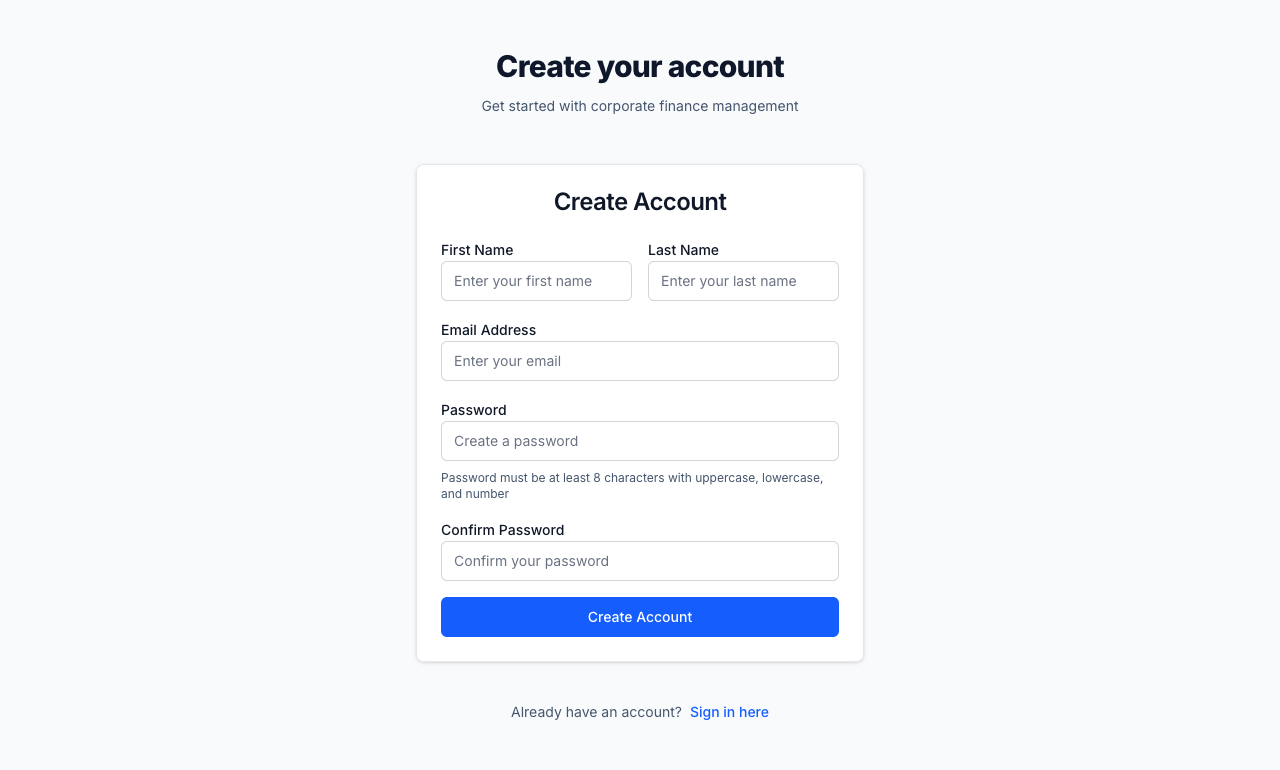 Create your account
Get started with corporate finance management
Create Account
First Name
Last Name
Enter your first name
Enter your last name
Email Address
Enter your email
Password
Create a password
Password must be at least 8 characters with uppercase, lowercase,
and number
Confirm Password
Confirm your password
Create Account
Already have an account? Sign in here